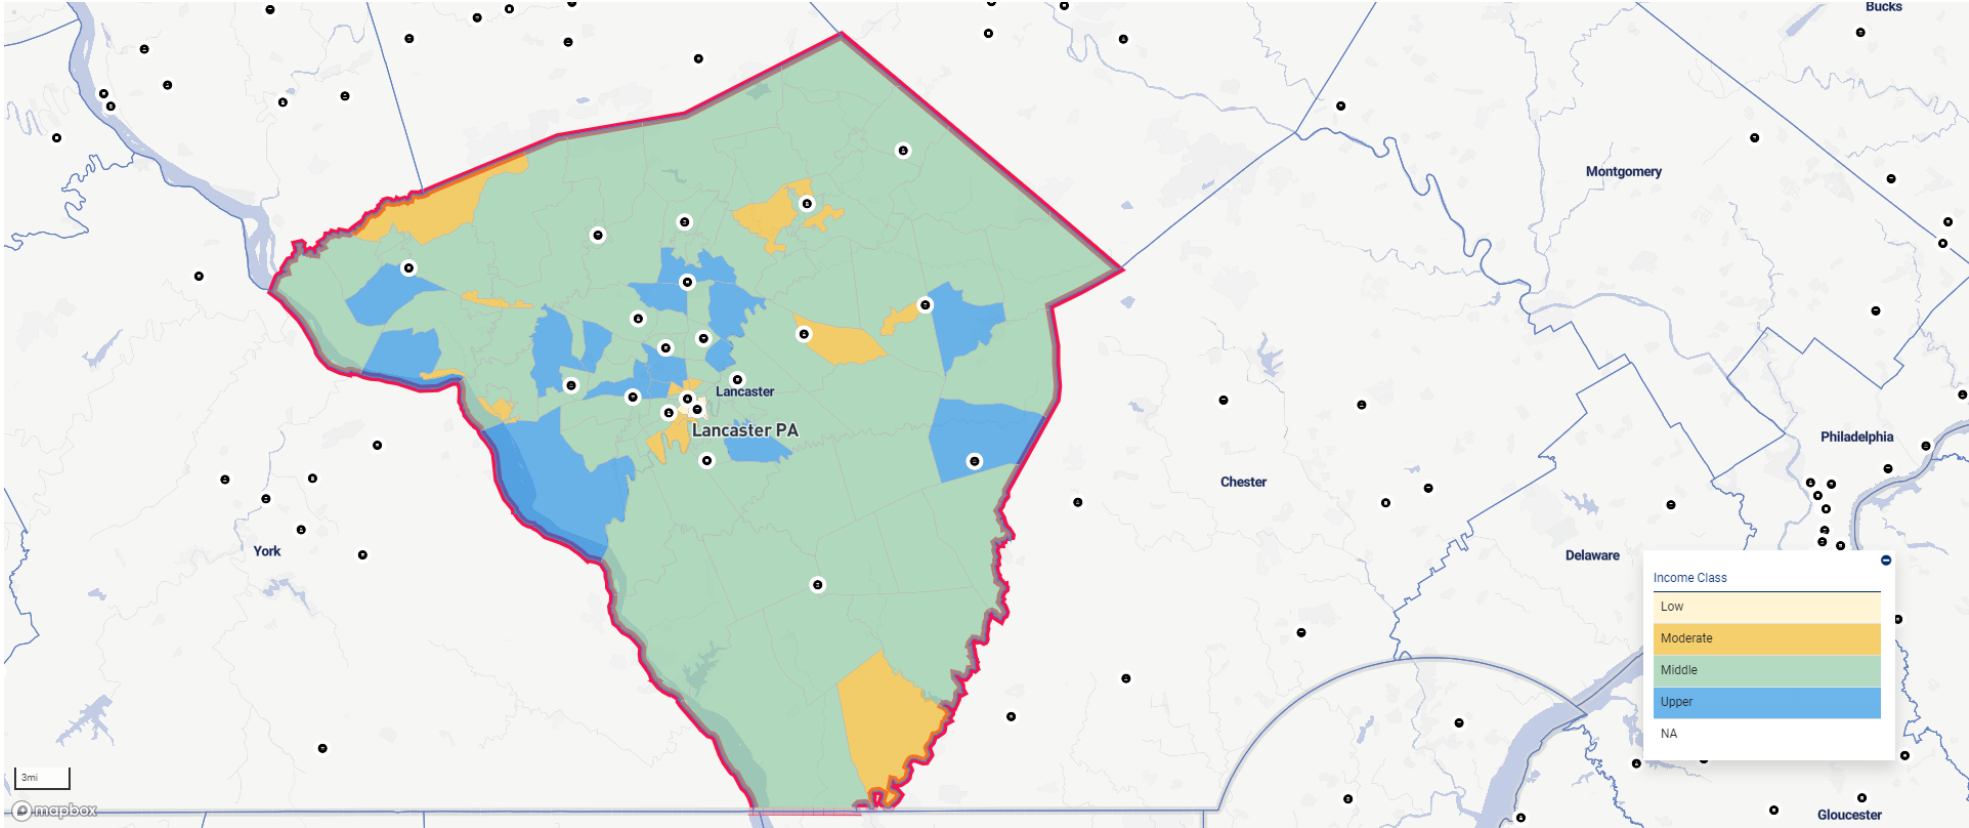 Bucks
Montgomery
Lancaster
Lancaster PA
Philadelphia
Chester
York
Delaware
Income Class
Low
Moderate
Middle
Upper
NA
3mi
mapbox
Gloucester